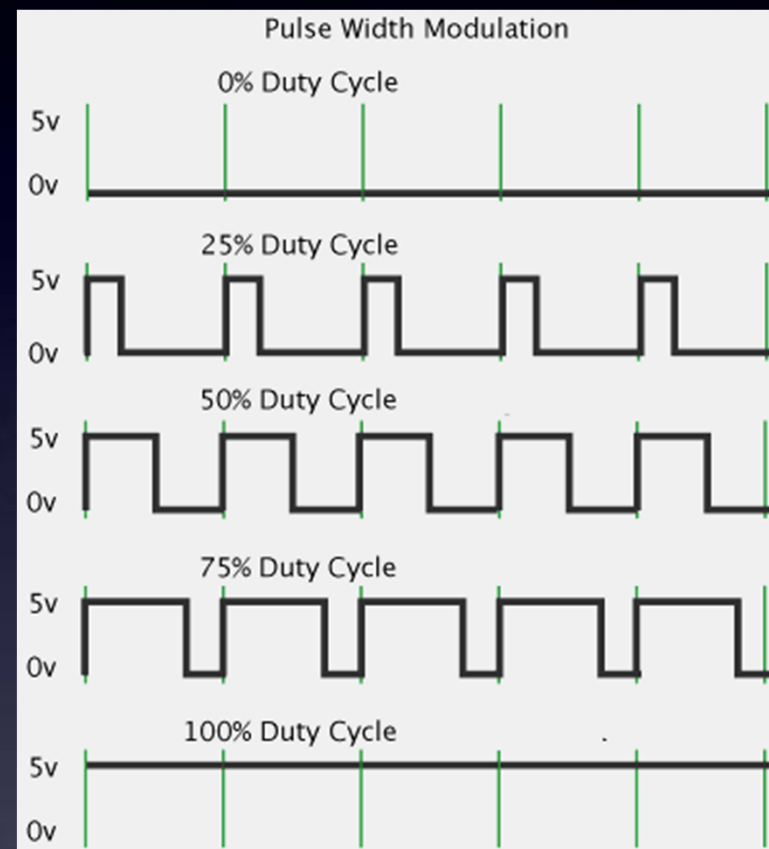 Pulse Width Modulation
0% Duty Cycle
5v
0v
25% Duty Cycle
5v
0v
50% Duty Cycle
5v
0v
75% Duty Cycle
5v
0v
100% Duty Cycle
5v
0v